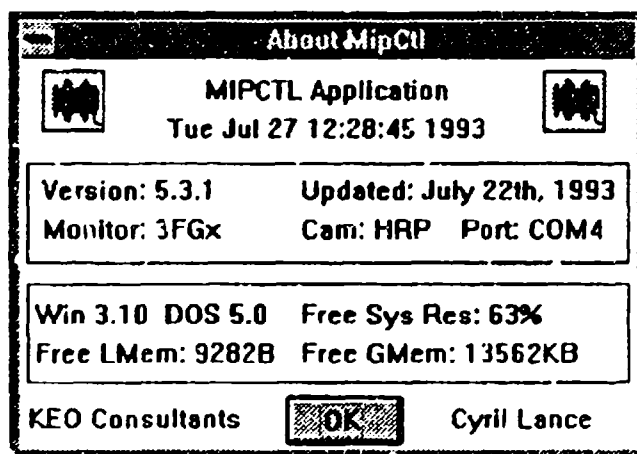 About MipCtl
MIPCTL Application
Tue Jul 27 12:28:45 1993
Version: 5.3.1 Updated: July 22th, 1993
Monitor: 3FGx Cam: HRP Port: COM4
Win 3.10 DOS 5.0 Free Sys Res: 63%
Free LMem: 9282B Free GMem: 13562KB
KEO Consultants OK Cyril Lance